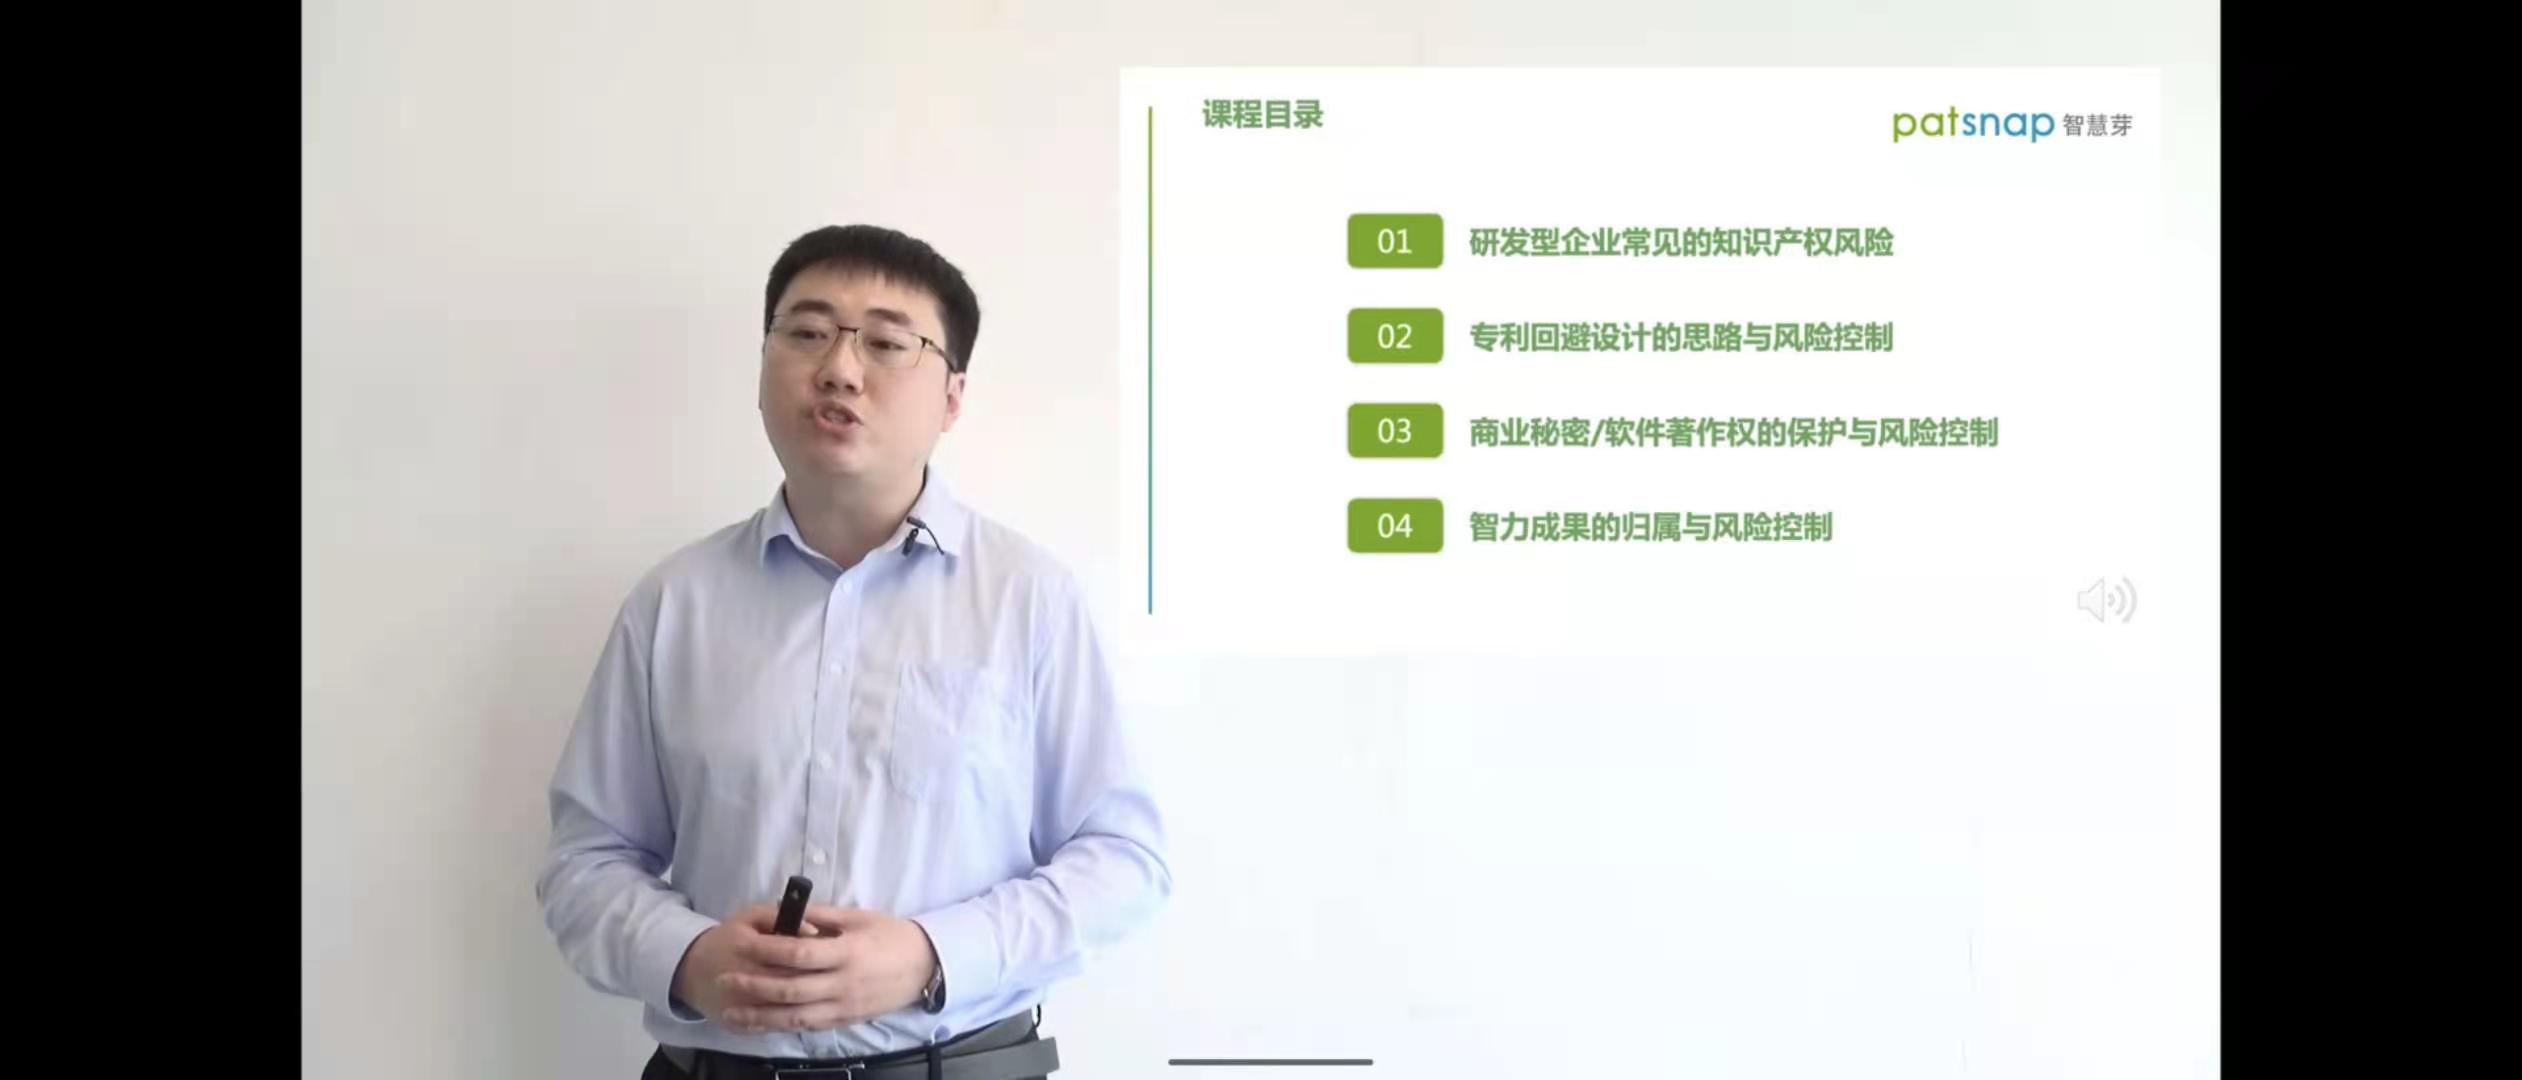 课程目录
patsnap 智慧芽
01 研发型企业常见的知识产权风险
02 专利回避设计的思路与风险控制
03 商业秘密/软件著作权的保护与风险控制
04 智力成果的归属与风险控制